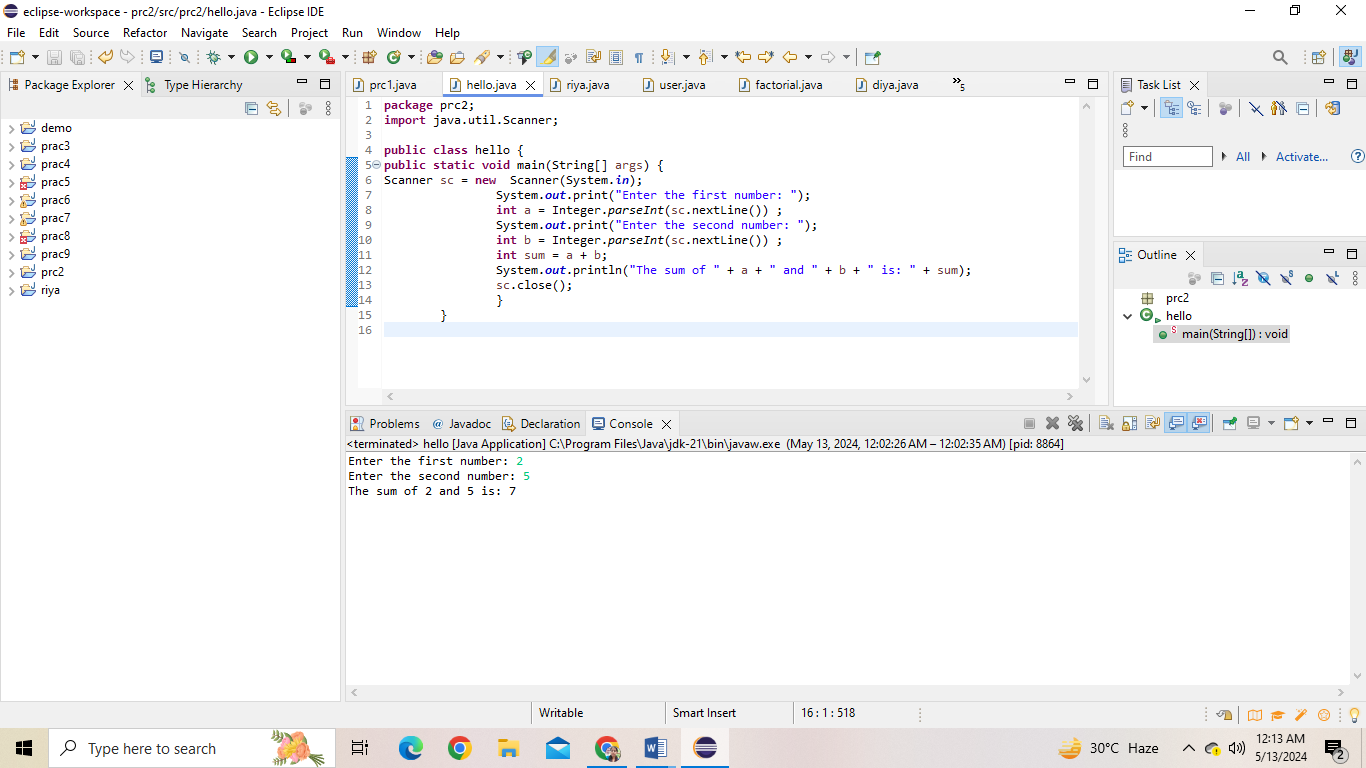 eclipse-workspace - prc2/src/prc2/hello.java - Eclipse IDE
File Edit Source Refactor Navigate Search Project Run Window Help
Package Explorer Type Hierarchy
demo
prac3
prac4
prac5
prac6
prac7
prac8
prac9
prc2
riya
prc1.java hello.java riya.java user.java factorial.java diya.java »5
1 package prc2;
2 import java.util.Scanner;
3
4 public class hello {
5 public static void main(String[] args) {
6 Scanner sc = new  Scanner(System.in);
7 System.out.print("Enter the first number: ");
8 int a = Integer.parseInt(sc.nextLine()) ;
9 System.out.print("Enter the second number: ");
10 int b = Integer.parseInt(sc.nextLine()) ;
11 int sum = a + b;
12 System.out.println("The sum of " + a + " and " + b + " is: " + sum);
13 sc.close();
14 }
15 }
16
Task List
Find All Activate...
Outline
prc2
hello
main(String[]) : void
Problems @ Javadoc Declaration Console
<terminated> hello [Java Application] C:\Program Files\Java\jdk-21\bin\javaw.exe (May 13, 2024, 12:02:26 AM – 12:02:35 AM) [pid: 8864]
Enter the first number: 2
Enter the second number: 5
The sum of 2 and 5 is: 7
Writable Smart Insert 16 : 1 : 518
Type here to search
30°C Haze
12:13 AM
5/13/2024
2